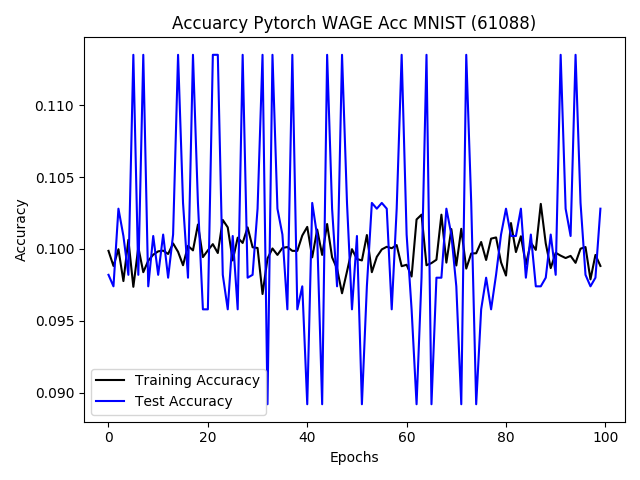 Accuarcy Pytorch WAGE Acc MNIST (61088)
0.110
0.105
0.100
0.095
0.090
Accuracy
Training Accuracy
Test Accuracy
0 20 40 60 80 100
Epochs